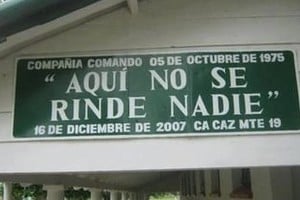 COMPAÑIA COMANDO 05 DE OCTUBRE DE 1975
“AQUÍ NO SE
RINDE NADIE”
16 DE DICIEMBRE DE 2007 CA CAZ MTE 19